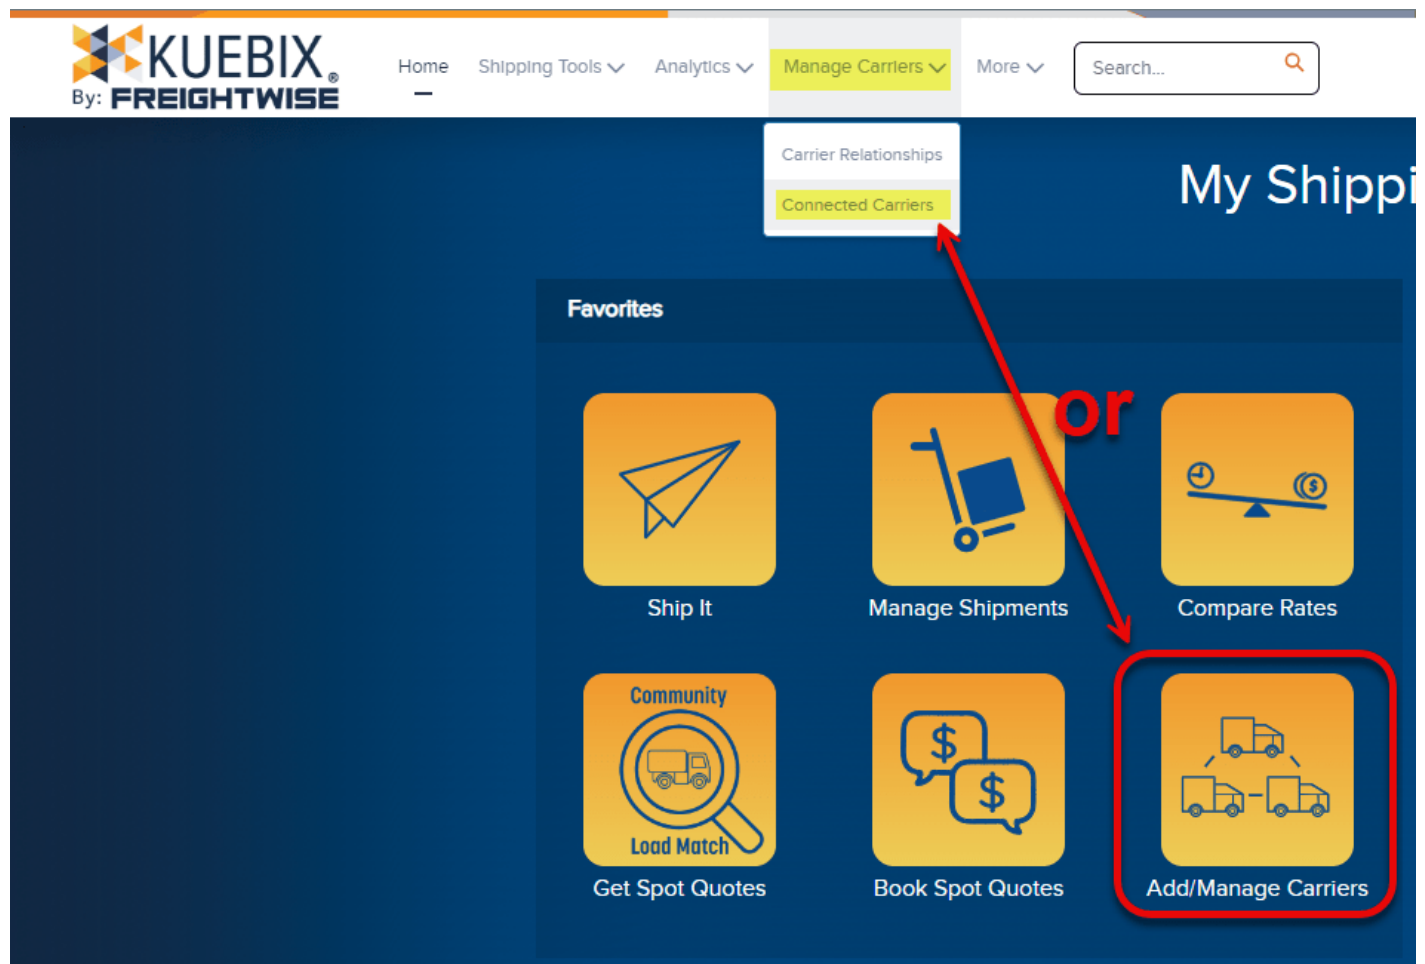 KUEBIX®
By: FREIGHTWISE
Home Shipping Tools Analytics Manage Carriers More Search...
Carrier Relationships
Connected Carriers
My Shippi
Favorites
or
Ship It Manage Shipments Compare Rates
Community
Load Match
$
$
Get Spot Quotes Book Spot Quotes Add/Manage Carriers